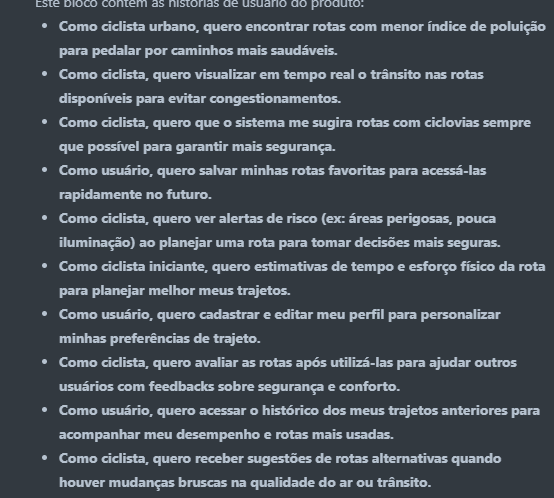 Este bloco contém as histórias de usuário do produto:
• Como ciclista urbano, quero encontrar rotas com menor índice de poluição
para pedalar por caminhos mais saudáveis.
• Como ciclista, quero visualizar em tempo real o trânsito nas rotas
disponíveis para evitar congestionamentos.
• Como ciclista, quero que o sistema me sugira rotas com ciclovias sempre
que possível para garantir mais segurança.
• Como usuário, quero salvar minhas rotas favoritas para acessá-las
rapidamente no futuro.
• Como ciclista, quero ver alertas de risco (ex: áreas perigosas, pouca
iluminação) ao planejar uma rota para tomar decisões mais seguras.
• Como ciclista iniciante, quero estimativas de tempo e esforço físico da rota
para planejar melhor meus trajetos.
• Como usuário, quero cadastrar e editar meu perfil para personalizar
minhas preferências de trajeto.
• Como ciclista, quero avaliar as rotas após utilizá-las para ajudar outros
usuários com feedbacks sobre segurança e conforto.
• Como usuário, quero acessar o histórico dos meus trajetos anteriores para
acompanhar meu desempenho e rotas mais usadas.
• Como ciclista, quero receber sugestões de rotas alternativas quando
houver mudanças bruscas na qualidade do ar ou trânsito.